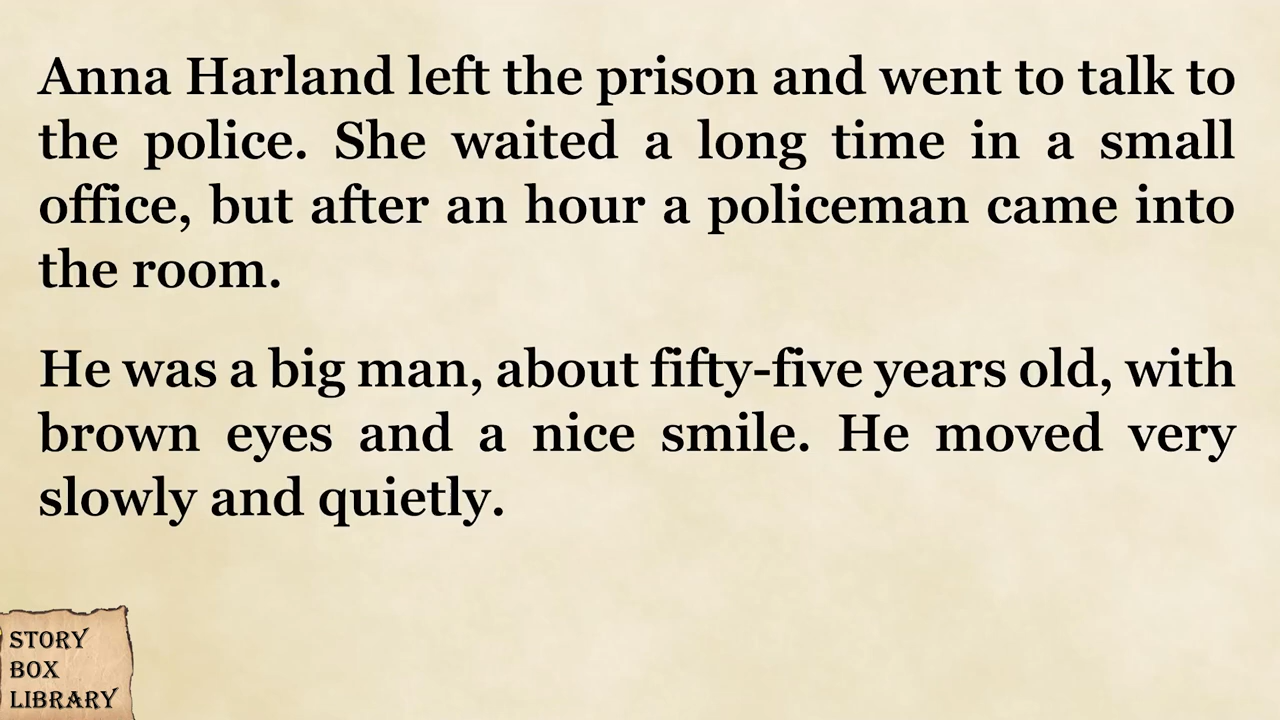 Anna Harland left the prison and went to talk to
the police. She waited a long time in a small
office, but after an hour a policeman came into
the room.
He was a big man, about fifty-five years old, with
brown eyes and a nice smile. He moved very
slowly and quietly.
STORY
BOX
LIBRARY